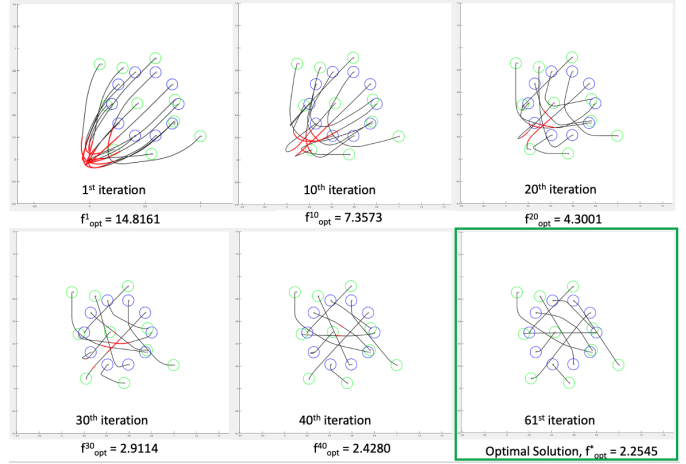 1st iteration
10th iteration
20th iteration
f1opt = 14.8161
f10opt = 7.3573
f20opt = 4.3001
30th iteration
40th iteration
61st iteration
f30opt = 2.9114
f40opt = 2.4280
Optimal Solution, f*opt = 2.2545